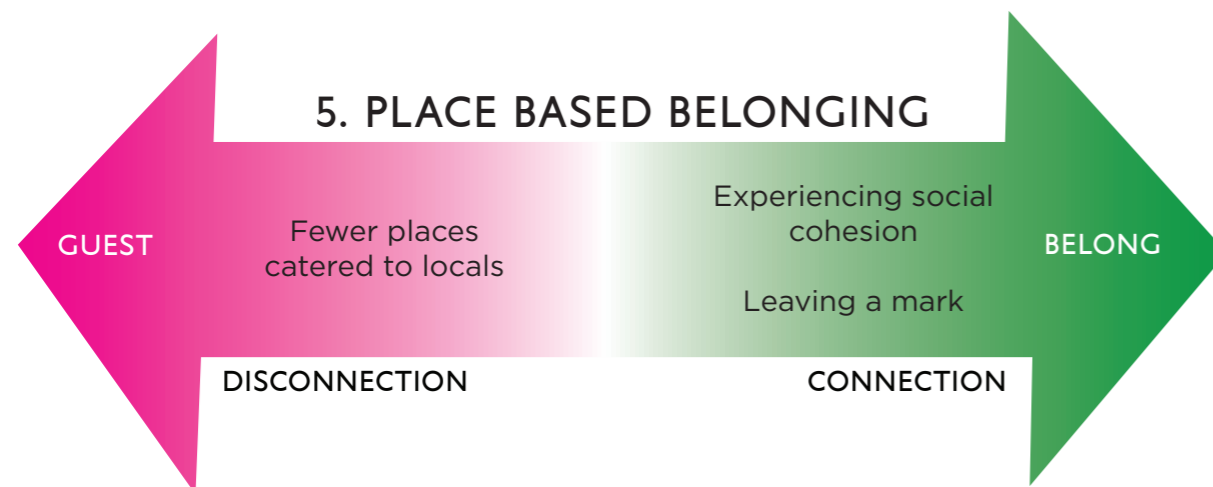 5. PLACE BASED BELONGING
GUEST
Fewer places
catered to locals
Experiencing social
cohesion
Leaving a mark
BELONG
DISCONNECTION
CONNECTION